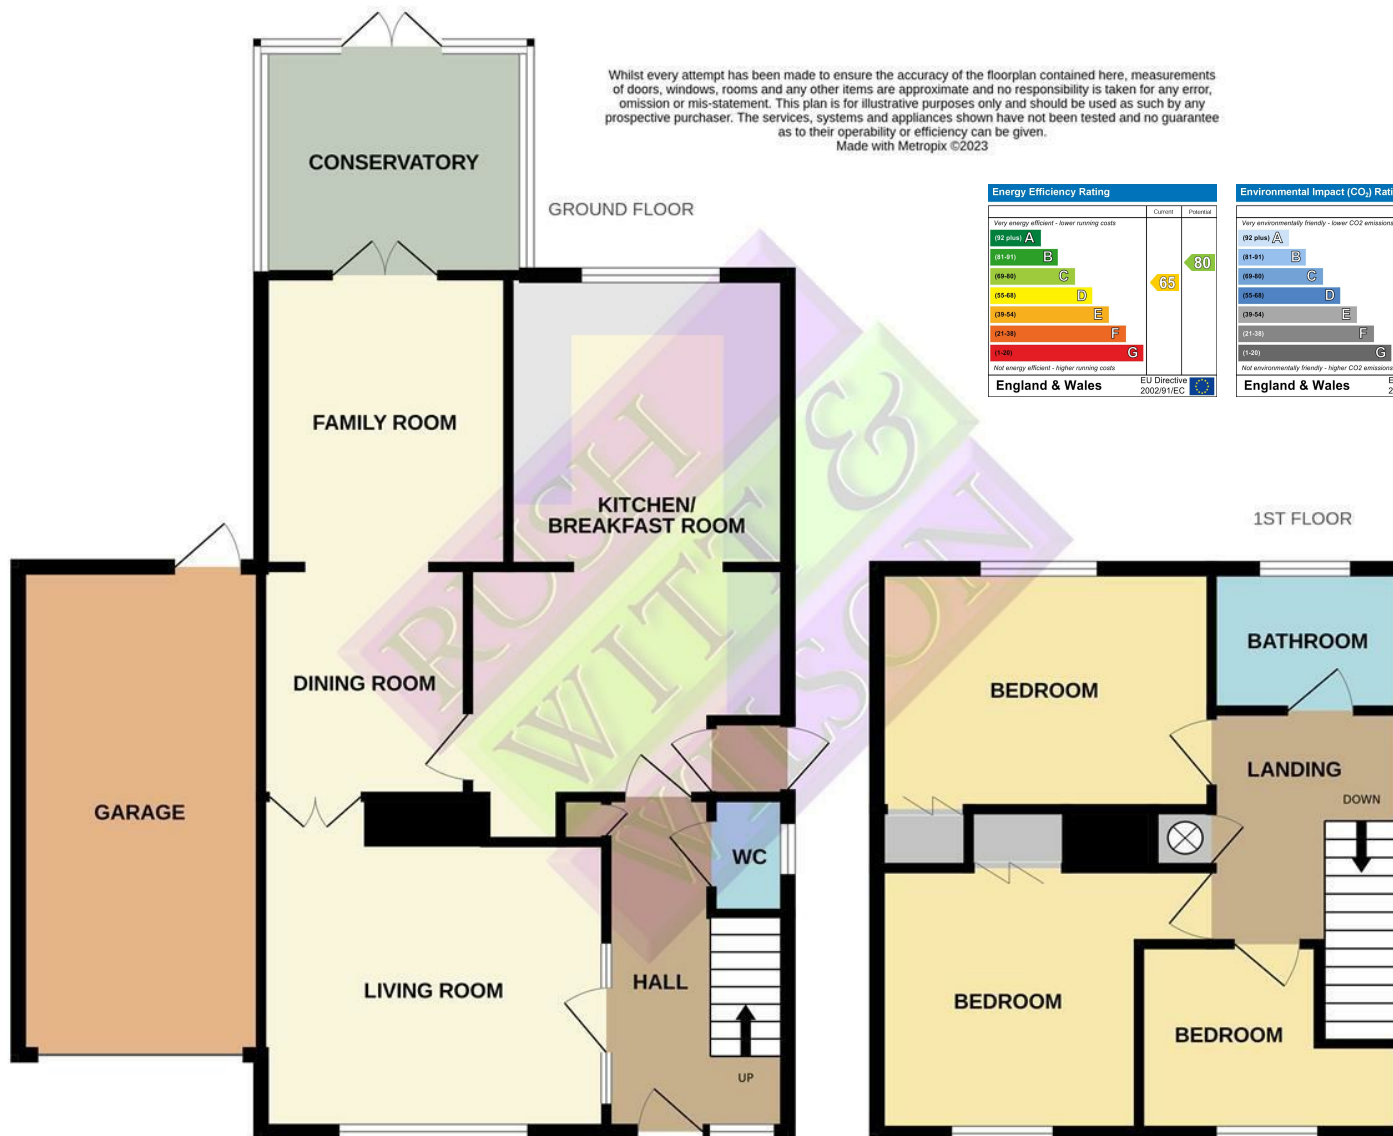 Whilst every attempt has been made to ensure the accuracy of the floorplan contained here, measurements
of doors, windows, rooms and any other items are approximate and no responsibility is taken for any error,
omission or mis-statement. This plan is for illustrative purposes only and should be used as such by any
prospective purchaser. The services, systems and appliances shown have not been tested and no guarantee
as to their operability or efficiency can be given.
Made with Metropix ©2023
CONSERVATORY
GROUND FLOOR
FAMILY ROOM
KITCHEN/
BREAKFAST ROOM
DINING ROOM
GARAGE
WC
LIVING ROOM
HALL
UP
RUSH
WITT &
WILSON
Energy Efficiency Rating
Current Potential
Very energy efficient - lower running costs
(92 plus) A
(81-91) B
(69-80) C
(55-68) D
(39-54) E
(21-38) F
(1-20) G
65
80
Not energy efficient - higher running costs
England & Wales
EU Directive
2002/91/EC
Environmental Impact (CO₂) Rati
Very environmentally friendly - lower CO2 emissions
(92 plus) A
(81-91) B
(69-80) C
(55-68) D
(39-54) E
(21-38) F
(1-20) G
Not environmentally friendly - higher CO2 emissions
England & Wales
E
2
1ST FLOOR
BEDROOM
BATHROOM
LANDING
DOWN
BEDROOM
BEDROOM